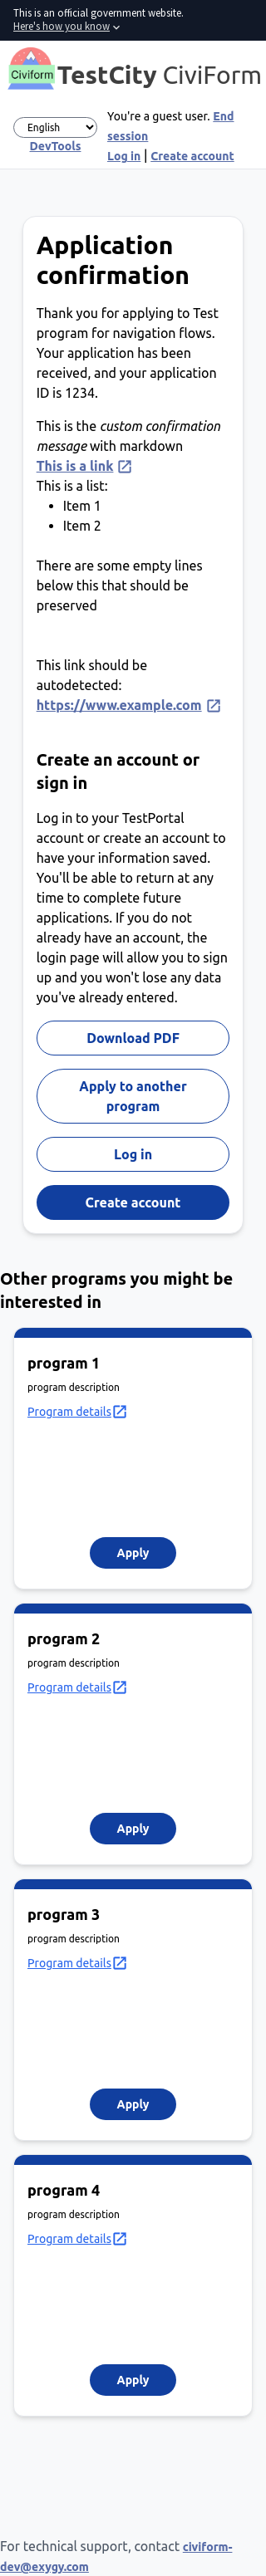 This is an official government website.
Here's how you know
Civiform
TestCity CiviForm
English
DevTools
You're a guest user. End
session
Log in | Create account
Application
confirmation
Thank you for applying to Test
program for navigation flows.
Your application has been
received, and your application
ID is 1234.
This is the custom confirmation
message with markdown
This is a link
This is a list:
• Item 1
• Item 2
There are some empty lines
below this that should be
preserved
This link should be
autodetected:
https://www.example.com
Create an account or
sign in
Log in to your TestPortal
account or create an account to
have your information saved.
You'll be able to return at any
time to complete future
applications. If you do not
already have an account, the
login page will allow you to sign
up and you won't lose any data
you've already entered.
Download PDF
Apply to another
program
Log in
Create account
Other programs you might be
interested in
program 1
program description
Program details
Apply
program 2
program description
Program details
Apply
program 3
program description
Program details
Apply
program 4
program description
Program details
Apply
For technical support, contact civiform-
dev@exygy.com